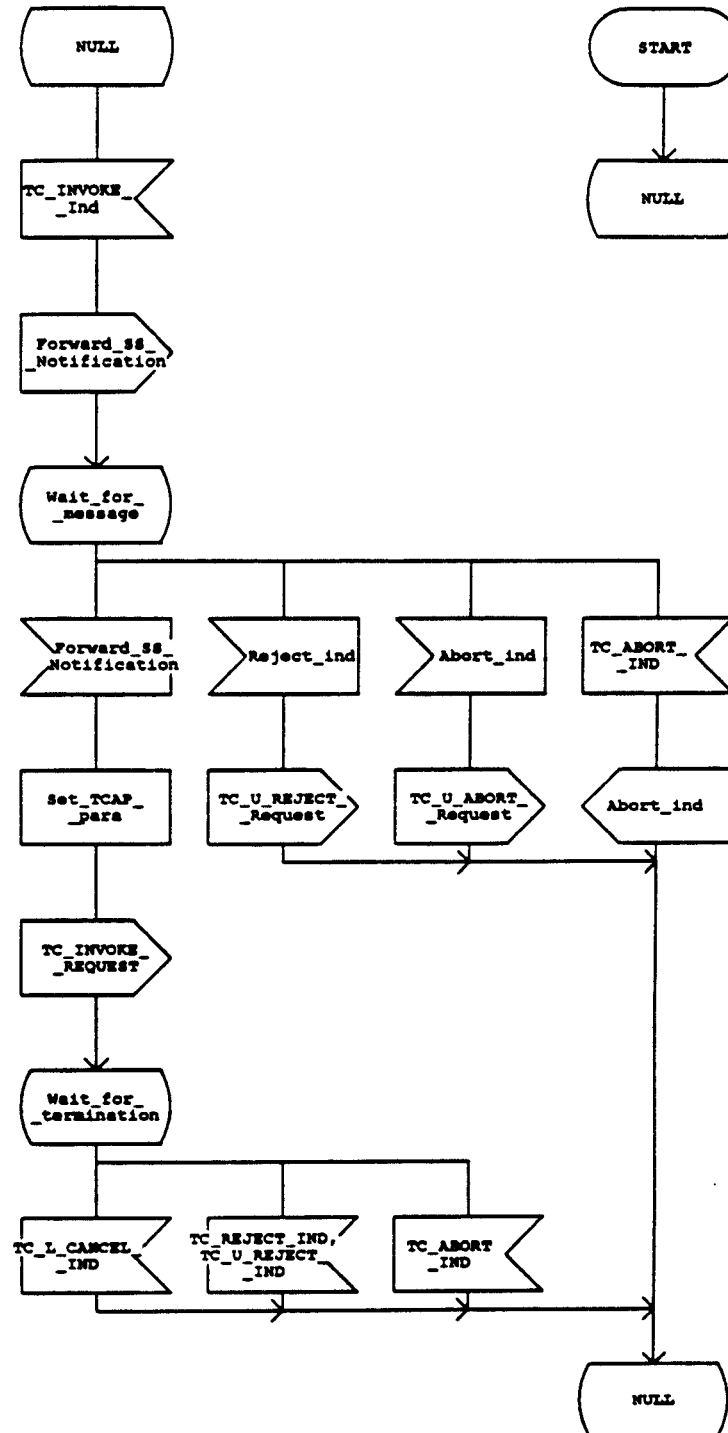 NULL
START
TC_INVOKE_
_Ind
NULL
Forward_SS_
_Notification
Wait_for_
_message
Forward_SS_
Notification
Reject_ind
Abort_ind
TC_ABORT_
_IND
Set_TCAP_
_para
TC_U_REJECT_
_Request
TC_U_ABORT_
_Request
Abort_ind
TC_INVOKE_
_REQUEST
Wait_for_
_termination
TC_L_CANCEL_
_IND
TC_REJECT_IND,
TC_U_REJECT_
_IND
TC_ABORT
_IND
NULL